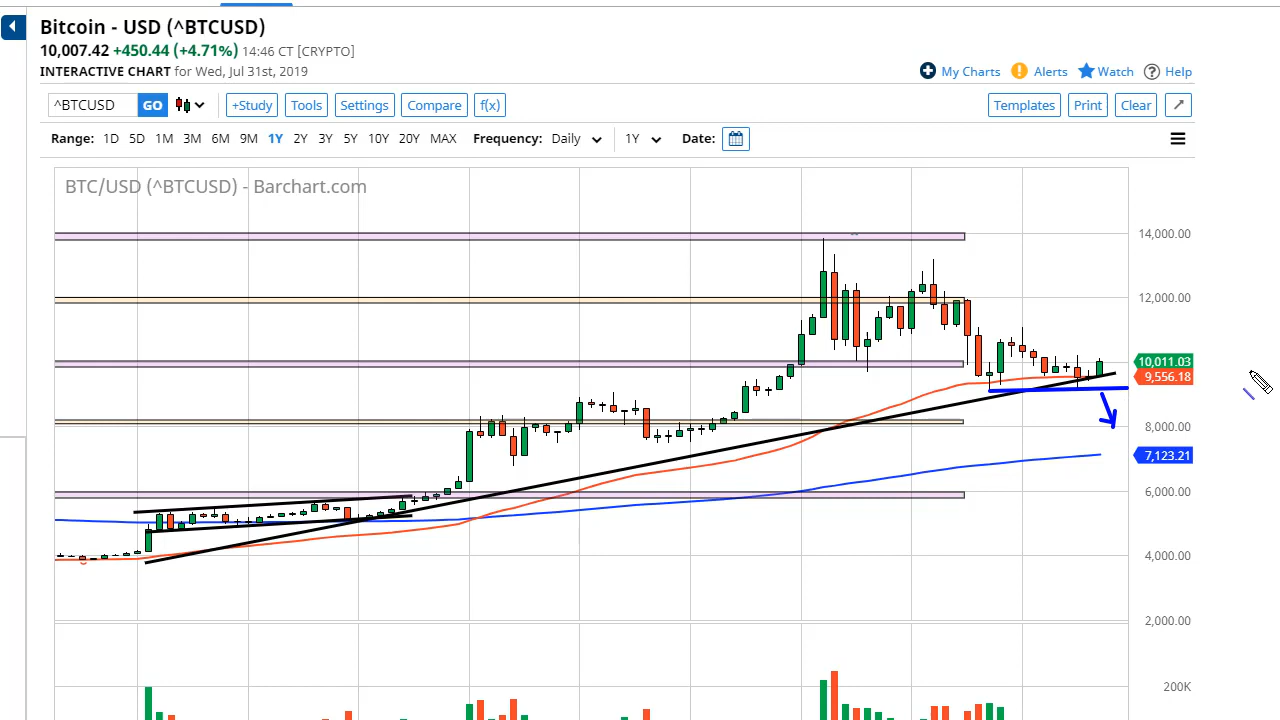 Bitcoin - USD (^BTCUSD)
10,007.42 +450.44 (+4.71%) 14:46 CT [CRYPTO]
INTERACTIVE CHART for Wed, Jul 31st, 2019
My Charts Alerts Watch Help
^BTCUSD GO +Study Tools Settings Compare f(x) Templates Print Clear
Range: 1D 5D 1M 3M 6M 9M 1Y 2Y 3Y 5Y 10Y 20Y MAX Frequency: Daily 1Y Date:
BTC/USD (^BTCUSD) - Barchart.com
14,000.00
12,000.00
10,011.03
9,556.18
8,000.00
7,123.21
6,000.00
4,000.00
2,000.00
200K